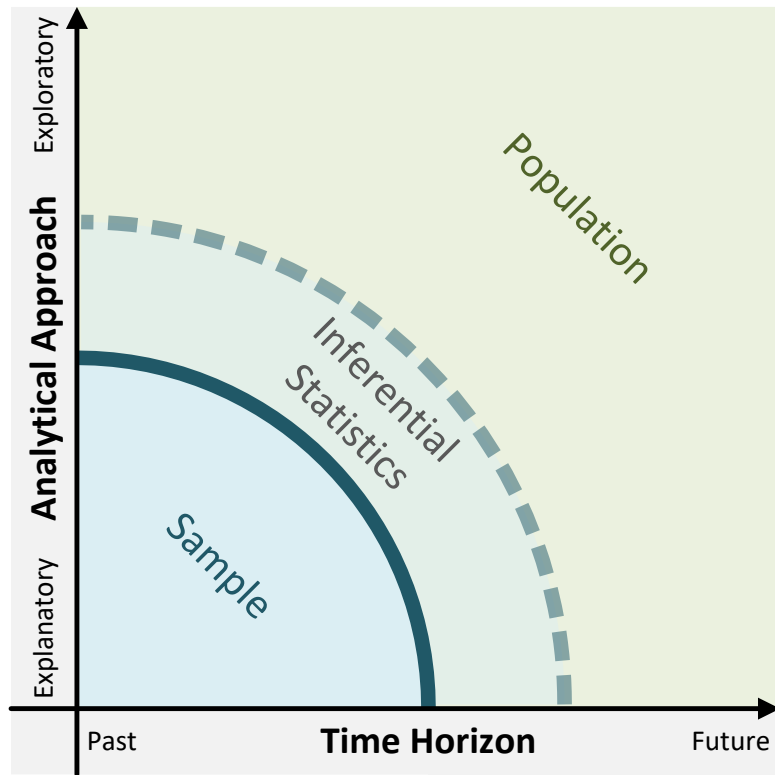 Exploratory
Analytical Approach
Explanatory
Population
Inferential
Statistics
Sample
Past
Time Horizon
Future